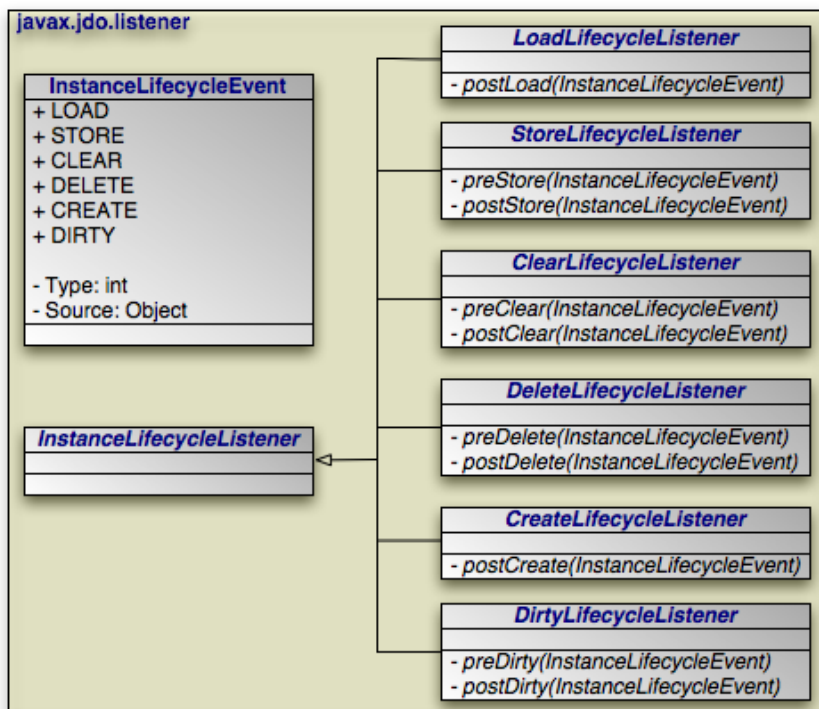 javax.jdo.listener
InstanceLifecycleEvent
+ LOAD
+ STORE
+ CLEAR
+ DELETE
+ CREATE
+ DIRTY
- Type: int
- Source: Object
InstanceLifecycleListener
LoadLifecycleListener
- postLoad(InstanceLifecycleEvent)
StoreLifecycleListener
- preStore(InstanceLifecycleEvent)
- postStore(InstanceLifecycleEvent)
ClearLifecycleListener
- preClear(InstanceLifecycleEvent)
- postClear(InstanceLifecycleEvent)
DeleteLifecycleListener
- preDelete(InstanceLifecycleEvent)
- postDelete(InstanceLifecycleEvent)
CreateLifecycleListener
- postCreate(InstanceLifecycleEvent)
DirtyLifecycleListener
- preDirty(InstanceLifecycleEvent)
- postDirty(InstanceLifecycleEvent)